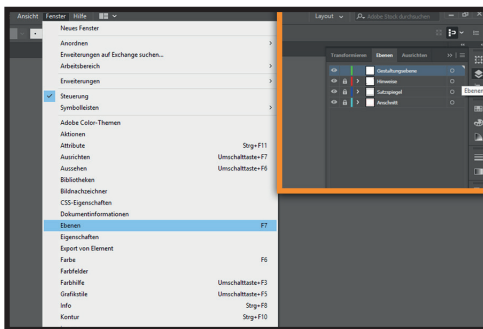 Ansicht Fenster Hilfe
Layout
Adobe Stock durchsuchen
Neues Fenster
Anordnen
Erweiterungen auf Exchange suchen...
Arbeitsbereich
Erweiterungen
Steuerung
Symbolleisten
Adobe Color-Themen
Aktionen
Attribute Strg+F11
Ausrichten Umschalttaste+F7
Aussehen Umschalttaste+F6
Bibliotheken
Bildnachzeichner
CSS-Eigenschaften
Dokumentinformationen
Ebenen F7
Eigenschaften
Export von Element
Farbe F6
Farbfelder
Farbhilfe Umschalttaste+F3
Grafikstile Umschalttaste+F5
Info Strg+F8
Kontur Strg+F10
Transformieren Ebenen Ausrichten
Gestaltungsebene
Hinweise
Satzspiegel
Anschnitt
Ebenen